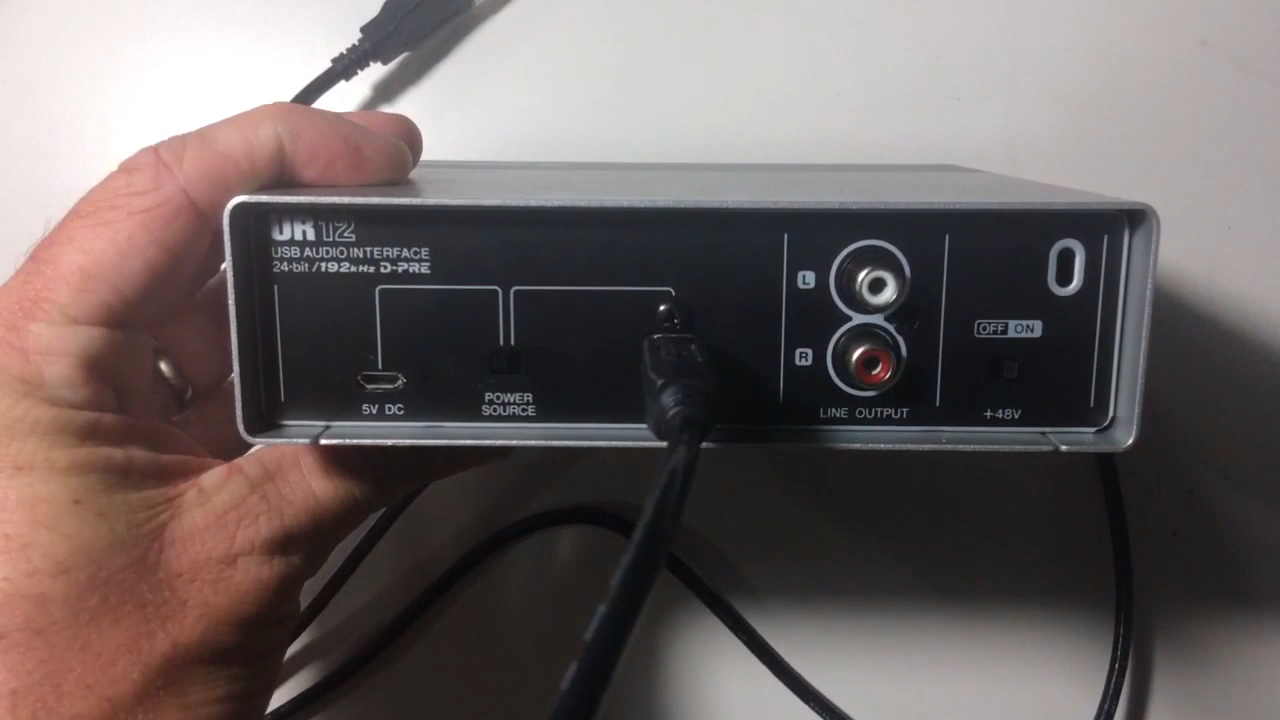 UR12
USB AUDIO INTERFACE
24-bit/192kHz D-PRE
5V DC
POWER
SOURCE
L
R
LINE OUTPUT
OFF ON
+48V